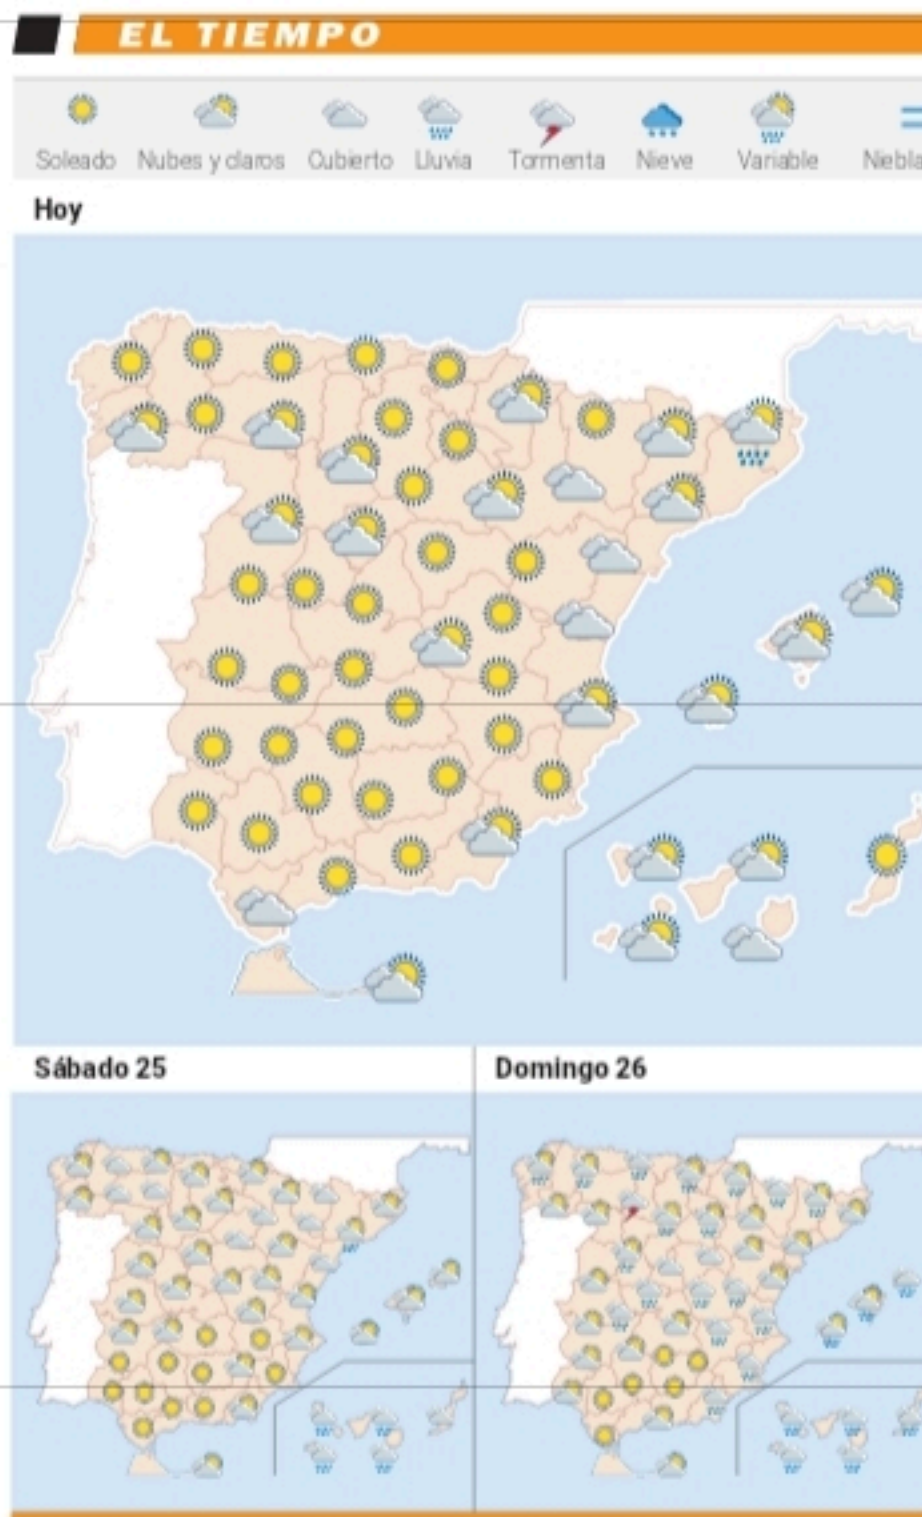 EL TIEMPO
Soleado Nubes y claros Cubierto Lluvia Tormenta Nieve Variable Niebla
Hoy
Sábado 25 Domingo 26